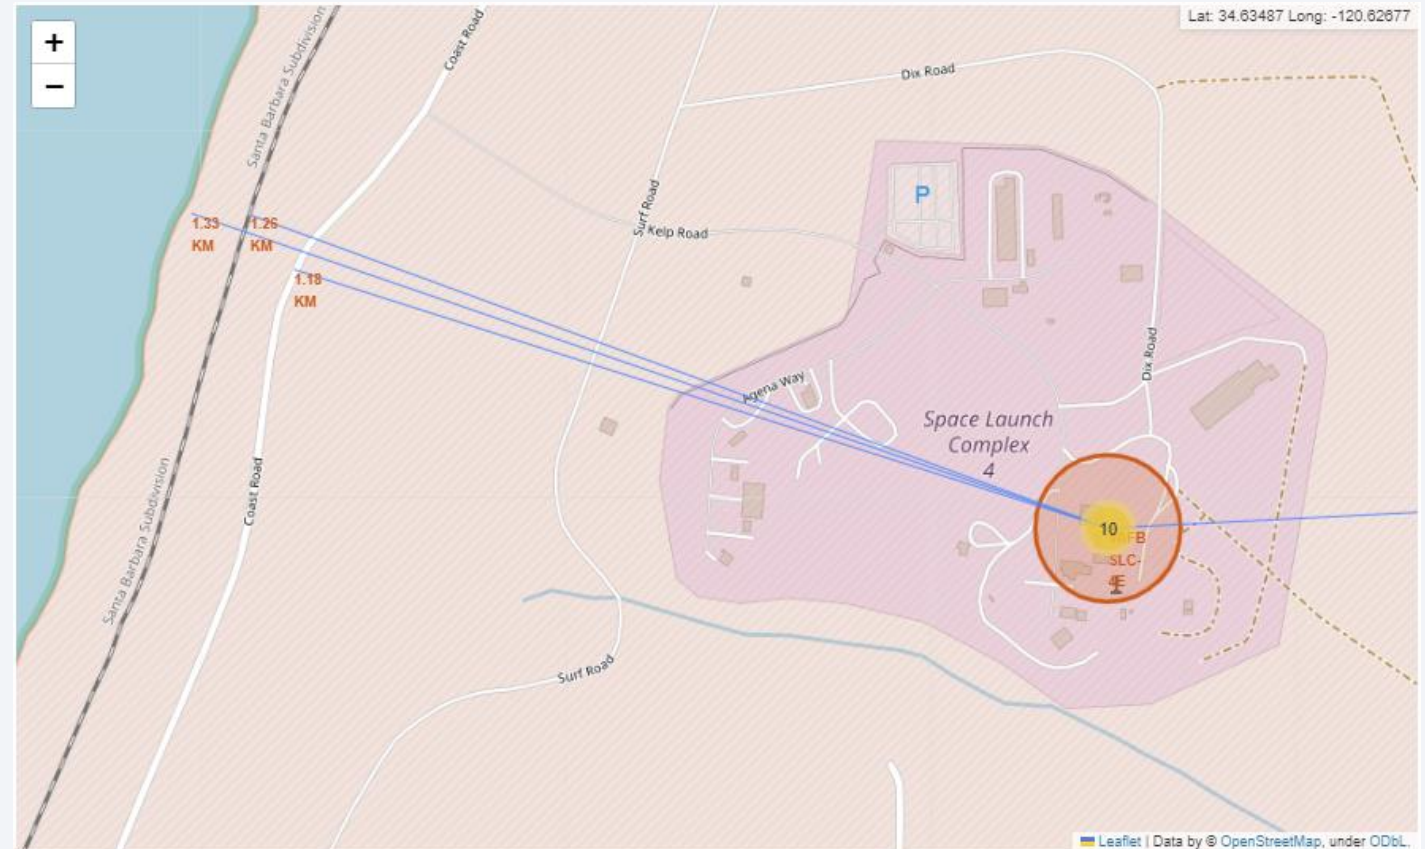 +
−
Lat: 34.63487 Long: -120.62677
Santa Barbara Subdivision
Coast Road
Dix Road
P
Surf Road
Kelp Road
1.33
KM
1.26
KM
1.18
KM
Dix Road
Agena Way
Space Launch
Complex
4
Coast Road
Santa Barbara Subdivision
10
SLC-
4E
Surf Road
Leaflet | Data by © OpenStreetMap, under ODbL.